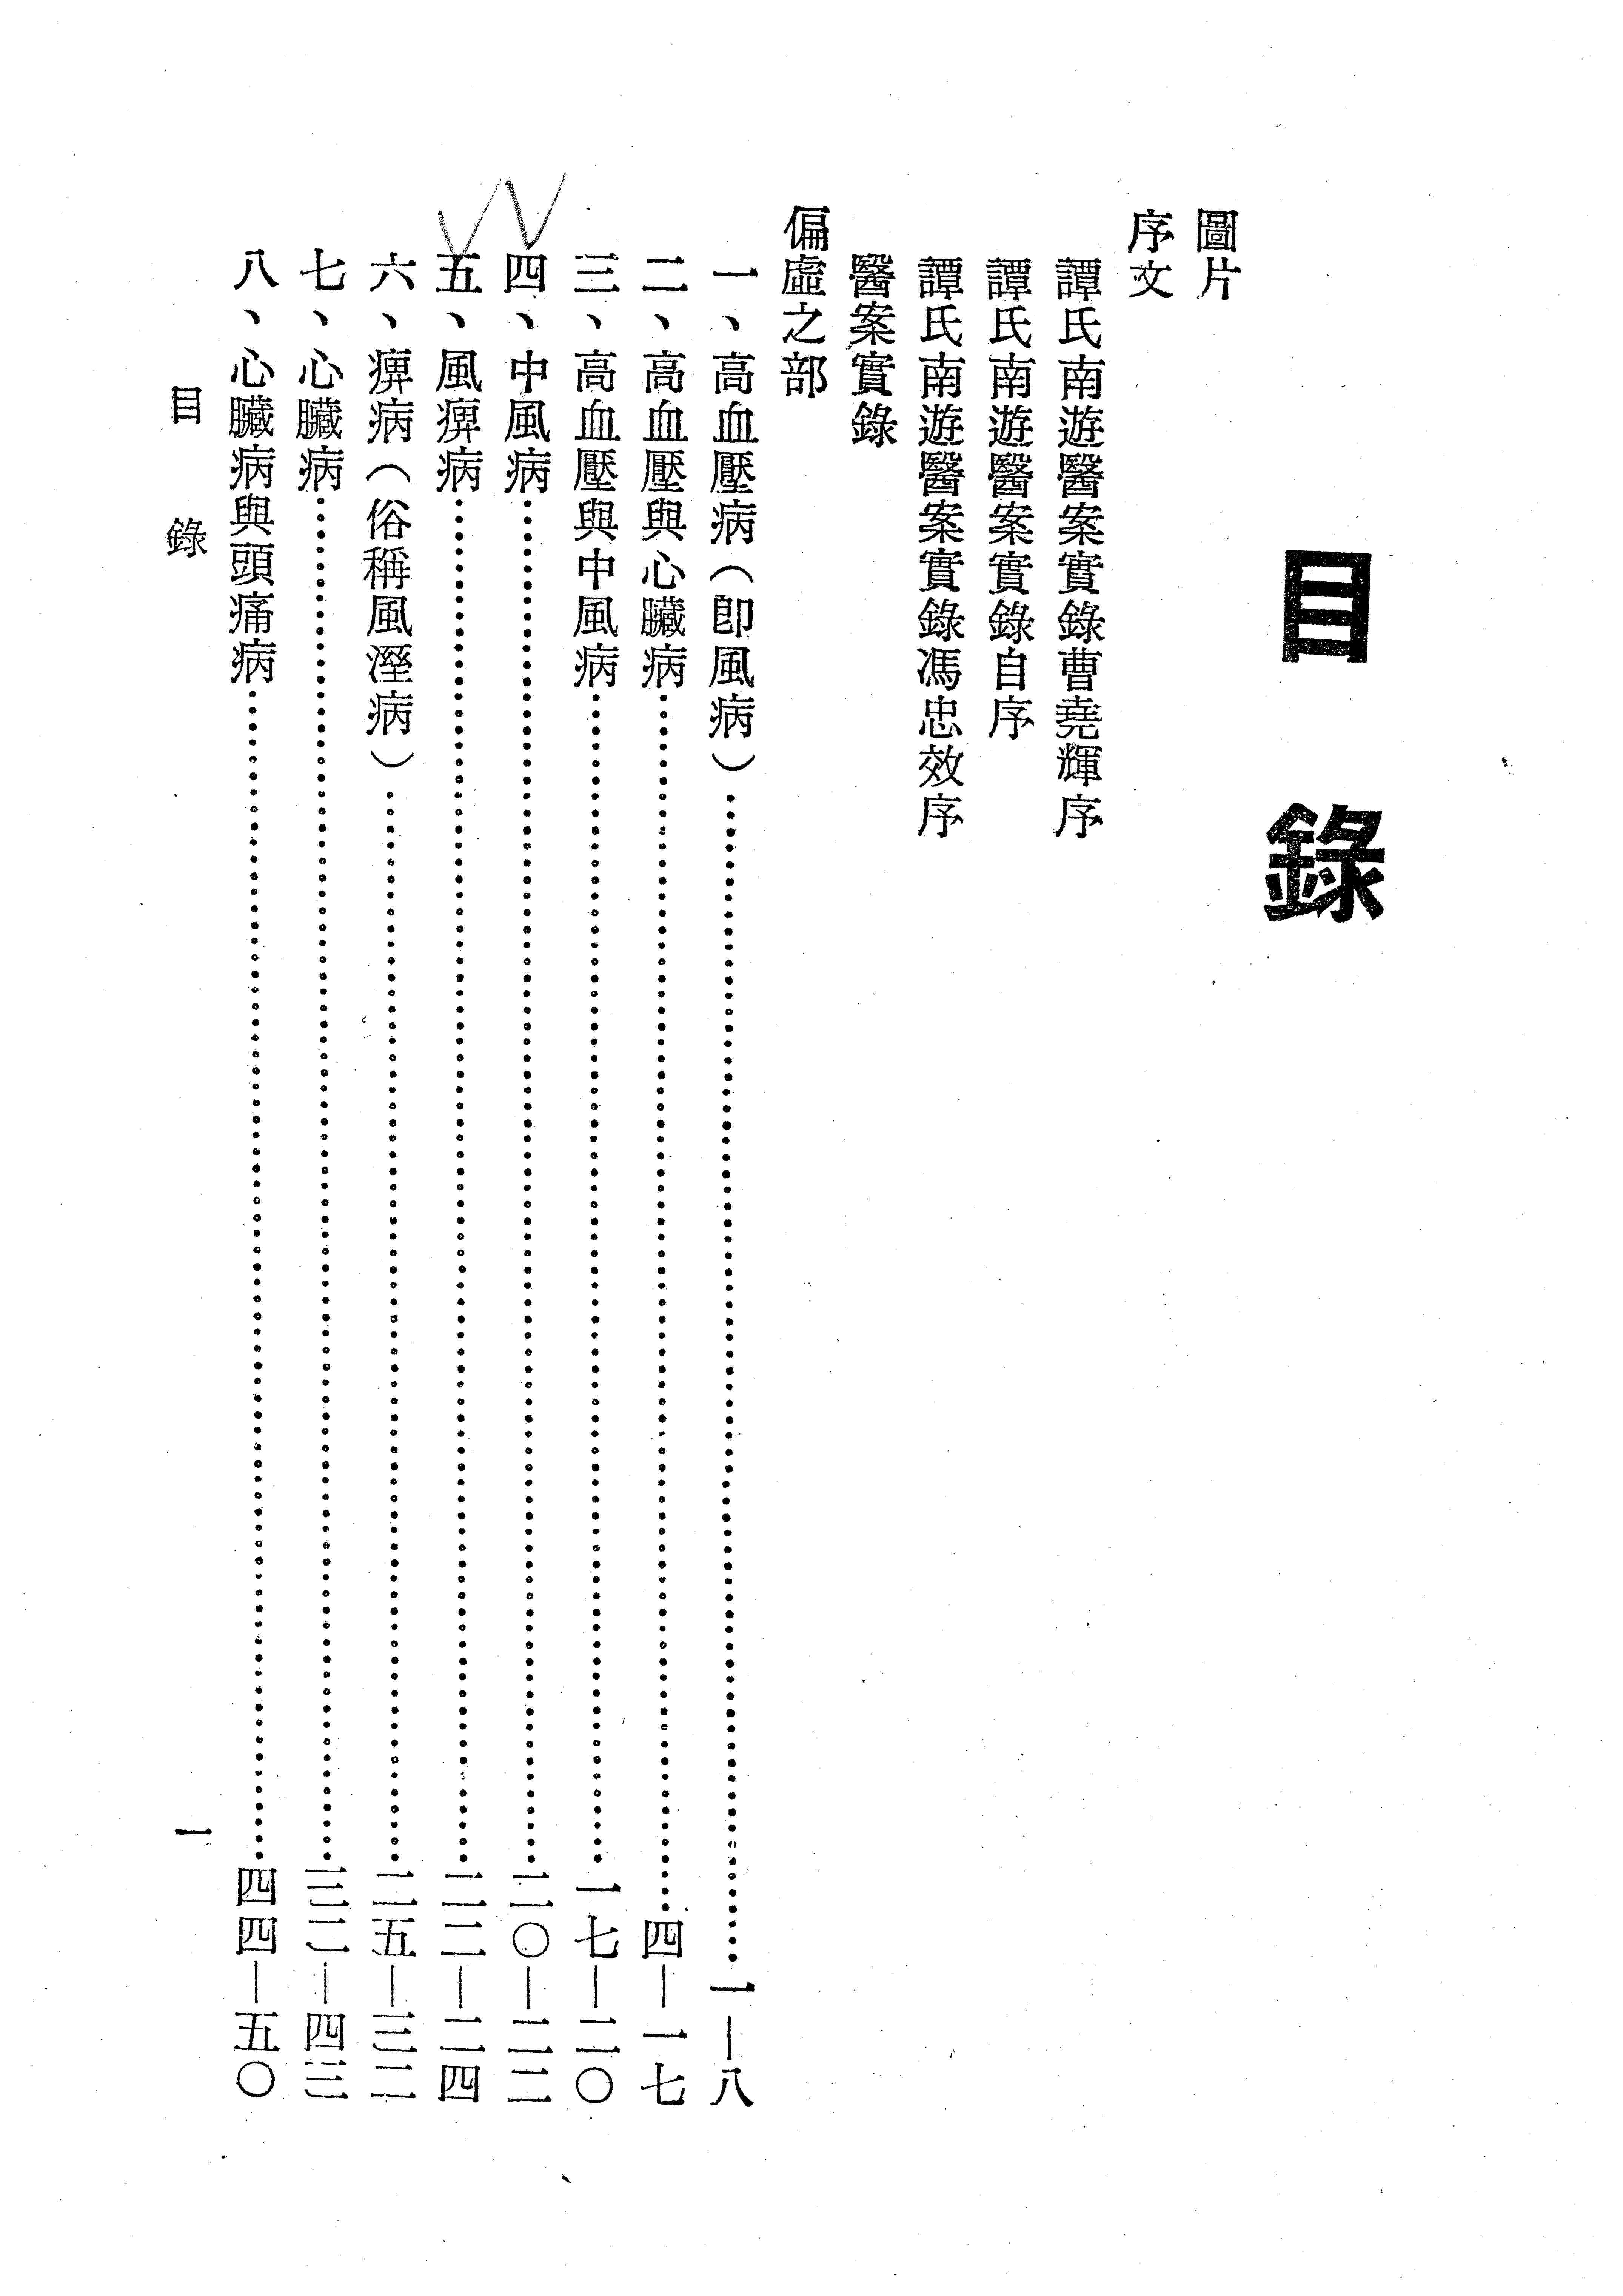 目錄
圖片
序文
譚氏南遊醫案實錄曹堯輝序
譚氏南遊醫案實錄自序
譚氏南遊醫案實錄馮忠效序
醫案實錄
偏虛之部
一、高血壓病（卽風病）⋯⋯⋯⋯⋯⋯⋯⋯一—八
二、高血壓與心臟病⋯⋯⋯⋯⋯⋯⋯⋯四—一七
三、高血壓與中風病⋯⋯⋯⋯⋯⋯⋯⋯一七—二〇
四、中風病⋯⋯⋯⋯⋯⋯⋯⋯二〇—二二
五、風痹病⋯⋯⋯⋯⋯⋯⋯⋯二二—二四
六、痹病（俗稱風溼病）⋯⋯⋯⋯⋯⋯⋯⋯二五—三二
七、心臟病⋯⋯⋯⋯⋯⋯⋯⋯三二—四三
八、心臟病與頭痛病⋯⋯⋯⋯⋯⋯⋯⋯四四—五〇
目錄 一